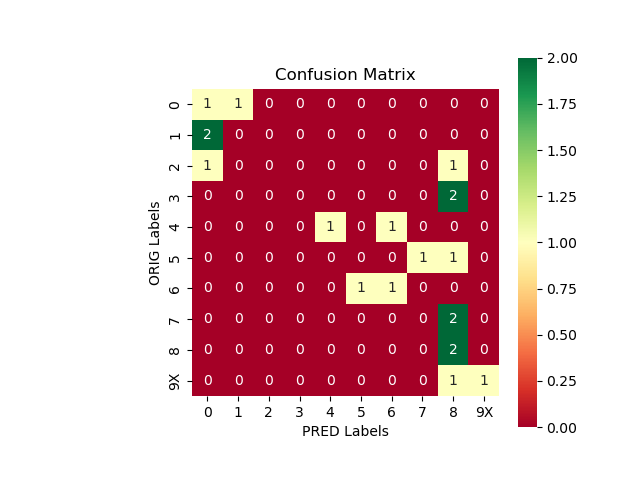 Confusion Matrix
ORIG Labels
0 1 1 0 0 0 0 0 0 0 0
1 2 0 0 0 0 0 0 0 0 0
2 1 0 0 0 0 0 0 0 1 0
3 0 0 0 0 0 0 0 0 2 0
4 0 0 0 0 1 0 1 0 0 0
5 0 0 0 0 0 0 0 1 1 0
6 0 0 0 0 0 1 1 0 0 0
7 0 0 0 0 0 0 0 0 2 0
8 0 0 0 0 0 0 0 0 2 0
9X 0 0 0 0 0 0 0 0 1 1
0 1 2 3 4 5 6 7 8 9X
PRED Labels
2.00
1.75
1.50
1.25
1.00
0.75
0.50
0.25
0.00